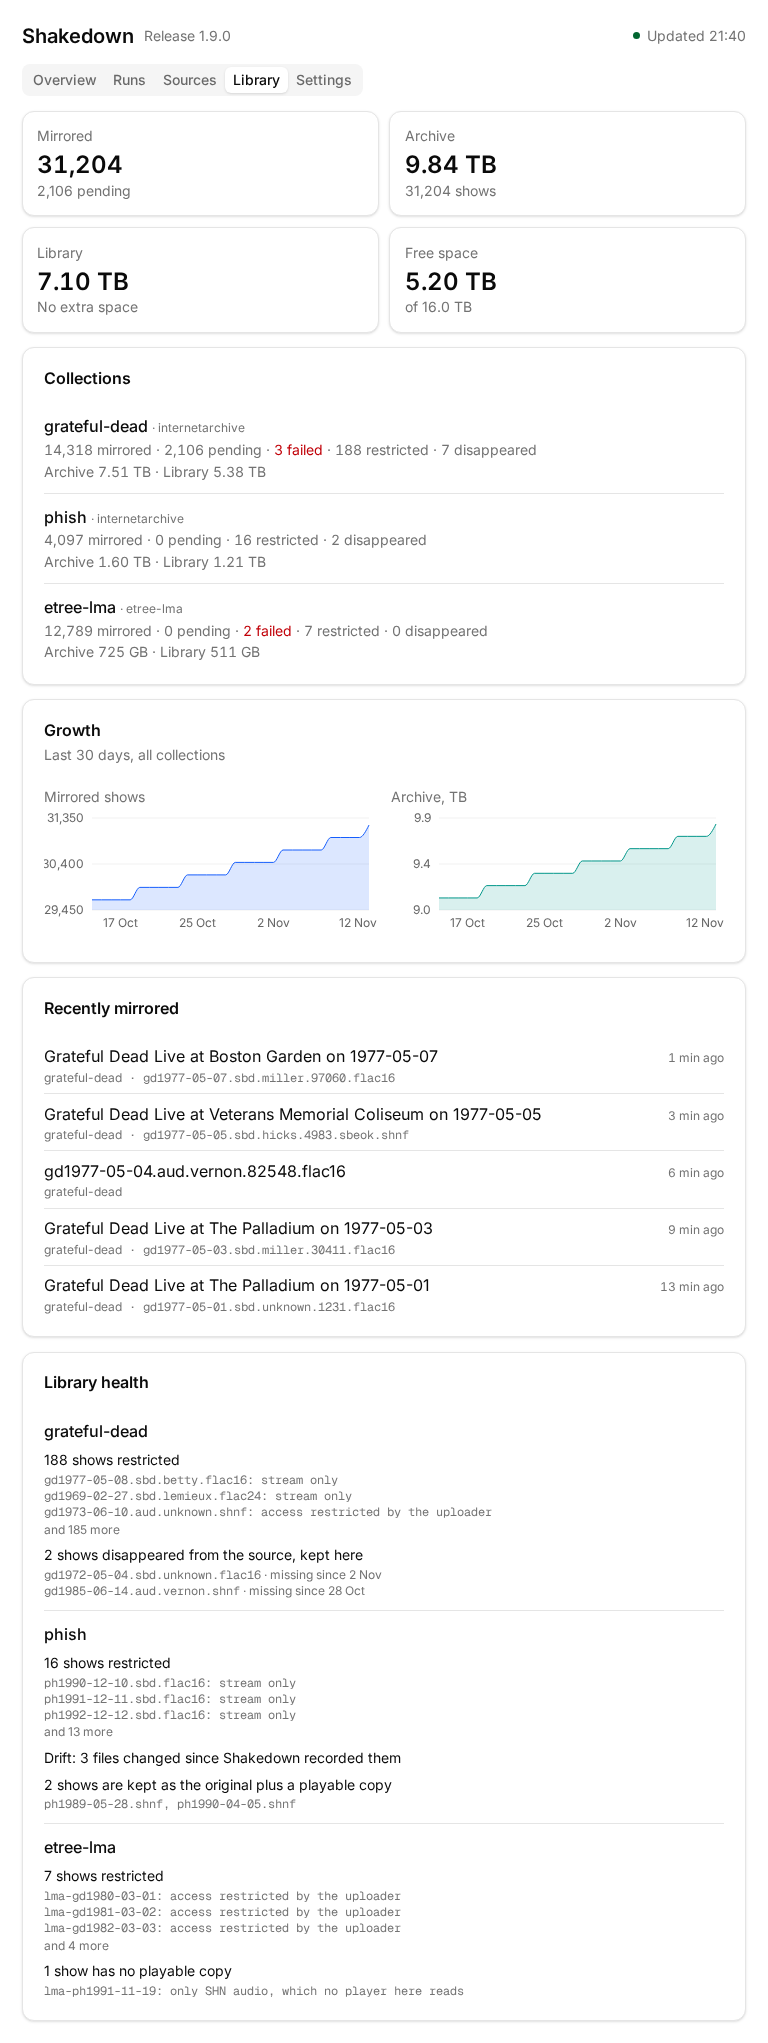 Shakedown Release 1.9.0
Updated 21:40
Overview Runs Sources Library Settings
Mirrored
31,204
2,106 pending
Archive
9.84 TB
31,204 shows
Library
7.10 TB
No extra space
Free space
5.20 TB
of 16.0 TB
Collections
grateful-dead · internetarchive
14,318 mirrored · 2,106 pending · 3 failed · 188 restricted · 7 disappeared
Archive 7.51 TB · Library 5.38 TB
phish · internetarchive
4,097 mirrored · 0 pending · 16 restricted · 2 disappeared
Archive 1.60 TB · Library 1.21 TB
etree-lma · etree-lma
12,789 mirrored · 0 pending · 2 failed · 7 restricted · 0 disappeared
Archive 725 GB · Library 511 GB
Growth
Last 30 days, all collections
Mirrored shows
31,350
30,400
29,450
17 Oct 25 Oct 2 Nov 12 Nov
Archive, TB
9.9
9.4
9.0
17 Oct 25 Oct 2 Nov 12 Nov
Recently mirrored
Grateful Dead Live at Boston Garden on 1977-05-07 1 min ago
grateful-dead · gd1977-05-07.sbd.miller.97060.flac16
Grateful Dead Live at Veterans Memorial Coliseum on 1977-05-05 3 min ago
grateful-dead · gd1977-05-05.sbd.hicks.4983.sbeok.shnf
gd1977-05-04.aud.vernon.82548.flac16 6 min ago
grateful-dead
Grateful Dead Live at The Palladium on 1977-05-03 9 min ago
grateful-dead · gd1977-05-03.sbd.miller.30411.flac16
Grateful Dead Live at The Palladium on 1977-05-01 13 min ago
grateful-dead · gd1977-05-01.sbd.unknown.1231.flac16
Library health
grateful-dead
188 shows restricted
gd1977-05-08.sbd.betty.flac16: stream only
gd1969-02-27.sbd.lemieux.flac24: stream only
gd1973-06-10.aud.unknown.shnf: access restricted by the uploader
and 185 more
2 shows disappeared from the source, kept here
gd1972-05-04.sbd.unknown.flac16 · missing since 2 Nov
gd1985-06-14.aud.vernon.shnf · missing since 28 Oct
phish
16 shows restricted
ph1990-12-10.sbd.flac16: stream only
ph1991-12-11.sbd.flac16: stream only
ph1992-12-12.sbd.flac16: stream only
and 13 more
Drift: 3 files changed since Shakedown recorded them
2 shows are kept as the original plus a playable copy
ph1989-05-28.shnf, ph1990-04-05.shnf
etree-lma
7 shows restricted
lma-gd1980-03-01: access restricted by the uploader
lma-gd1981-03-02: access restricted by the uploader
lma-gd1982-03-03: access restricted by the uploader
and 4 more
1 show has no playable copy
lma-ph1991-11-19: only SHN audio, which no player here reads